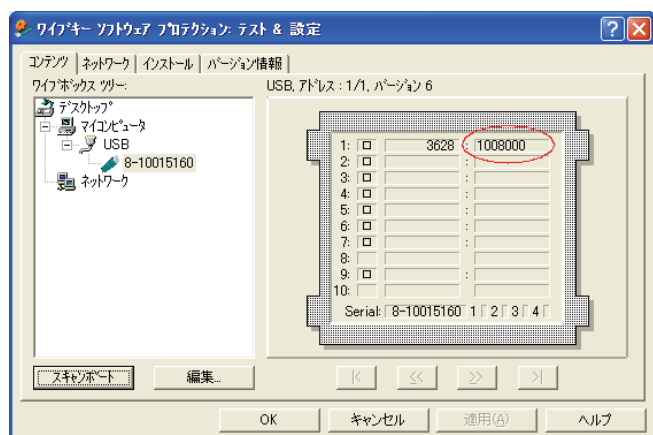 ワイブキー ソフトウェア プロテクション: テスト & 設定
コンテンツ ネットワーク インストール バージョン情報
ワイブボックス ツリー: USB, アドレス : 1/1, バージョン 6
デスクトップ
マイコンピュータ
USB
8-10015160
ネットワーク
1: 3628 : 1008000
2: :
3: :
4: :
5: :
6: :
7: :
8:
9: :
10:
Serial: 8-10015160 1 2 3 4
スキャンポート 編集...
OK キャンセル 適用(A) ヘルプ